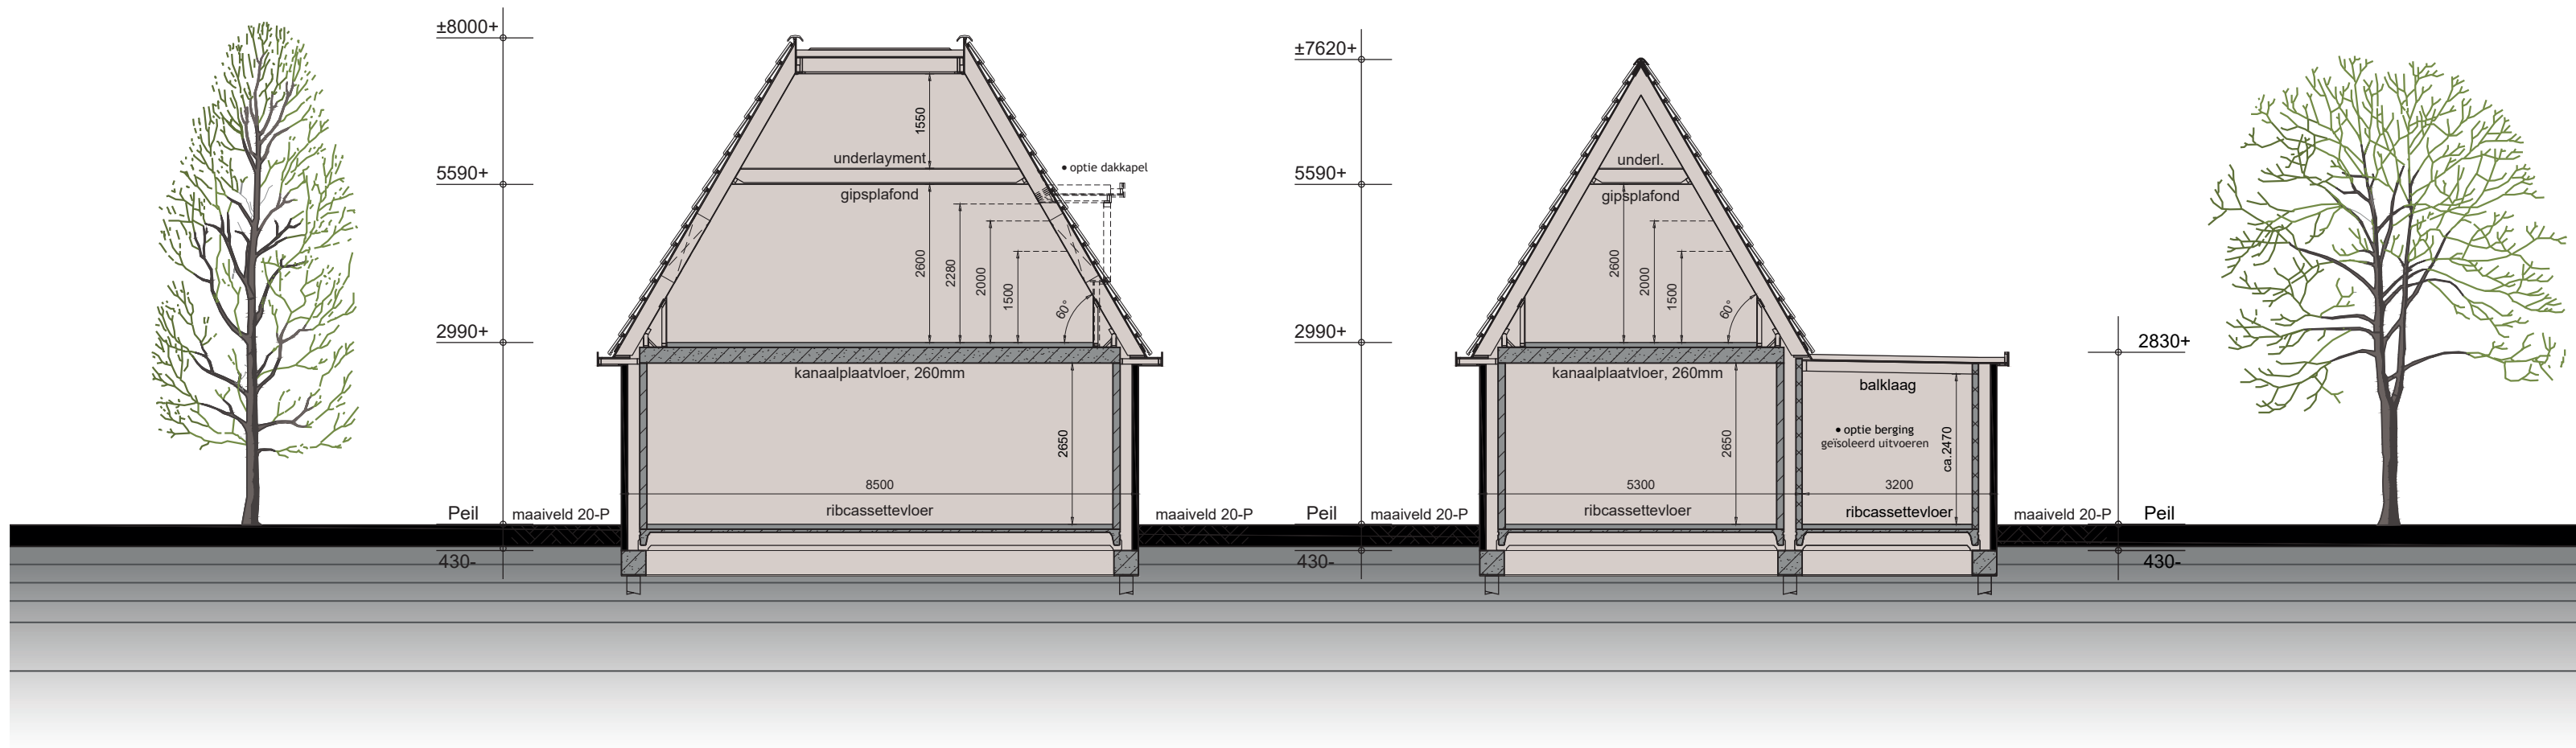 ±8000+
5590+
2990+
Peil
maaiveld 20-P
430-
1550
underlayment
gipsplafond
• optie dakkapel
2600
2280
2000
1500
60°
kanaalplaatvloer, 260mm
2650
8500
ribcassettevloer
maaiveld 20-P
±7620+
5590+
2990+
Peil
maaiveld 20-P
430-
underl.
gipsplafond
2600
2000
1500
60°
kanaalplaatvloer, 260mm
2650
5300
ribcassettevloer
balklaag
• optie berging
geïsoleerd uitvoeren
ca.2470
3200
ribcassettevloer
2830+
maaiveld 20-P
Peil
430-